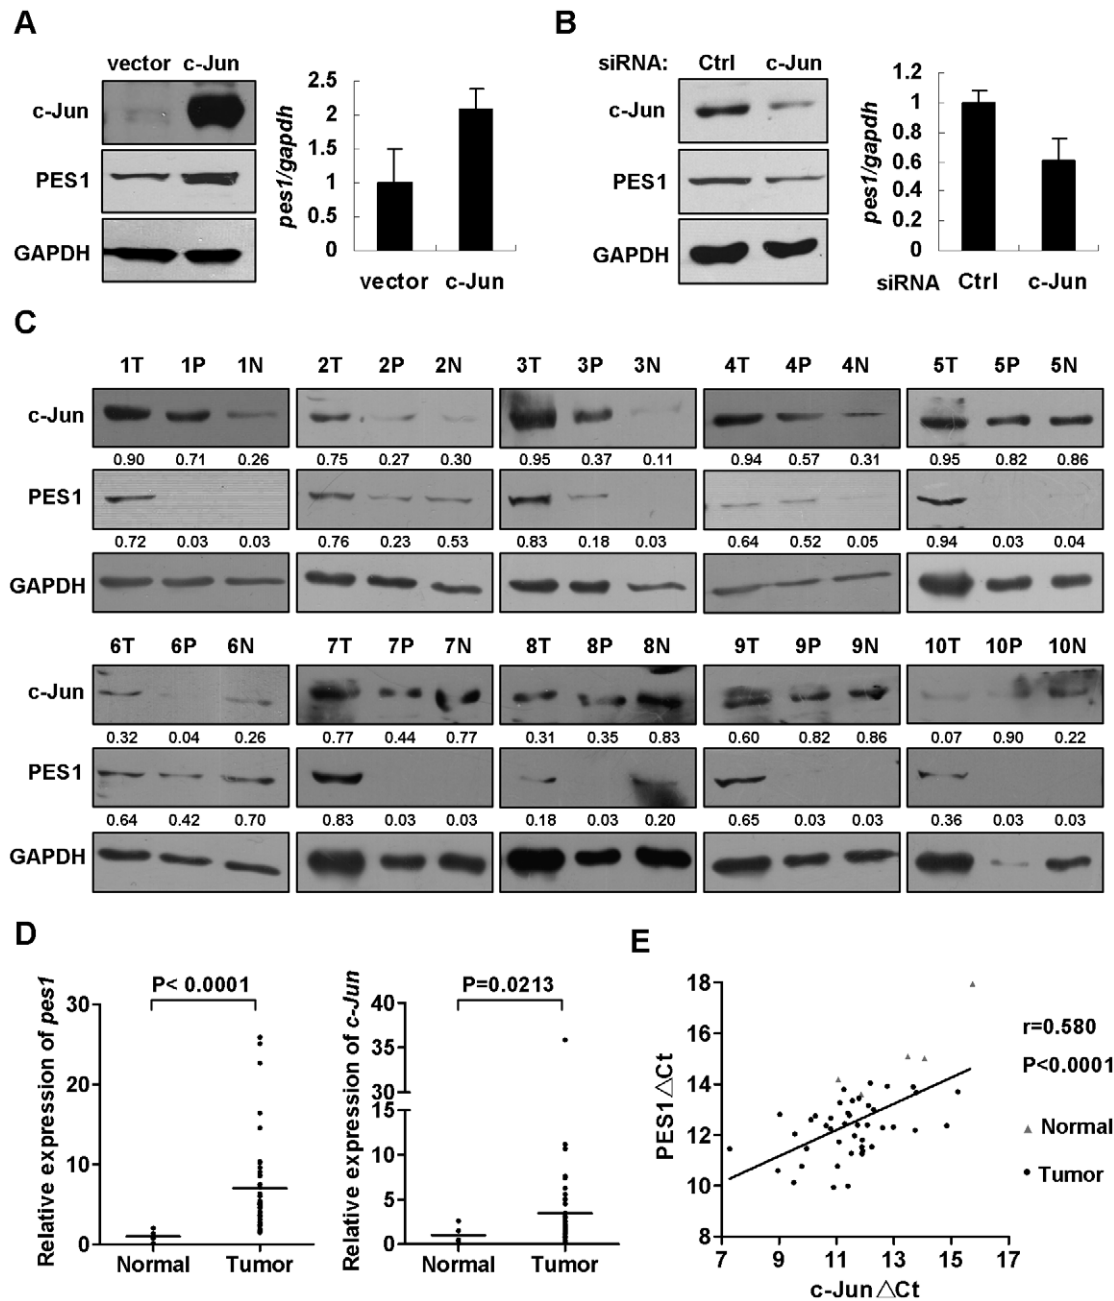 A
vector c-Jun
c-Jun
PES1
GAPDH
pes1/gapdh
2.5
2
1.5
1
0.5
0
vector c-Jun
B
siRNA: Ctrl c-Jun
c-Jun
PES1
GAPDH
pes1/gapdh
1.2
1
0.8
0.6
0.4
0.2
0
siRNA Ctrl c-Jun
C
1T 1P 1N 2T 2P 2N 3T 3P 3N 4T 4P 4N 5T 5P 5N
c-Jun
0.90 0.71 0.26 0.75 0.27 0.30 0.95 0.37 0.11 0.94 0.57 0.31 0.95 0.82 0.86
PES1
0.72 0.03 0.03 0.76 0.23 0.53 0.83 0.18 0.03 0.64 0.52 0.05 0.94 0.03 0.04
GAPDH
6T 6P 6N 7T 7P 7N 8T 8P 8N 9T 9P 9N 10T 10P 10N
c-Jun
0.32 0.04 0.26 0.77 0.44 0.77 0.31 0.35 0.83 0.60 0.82 0.86 0.07 0.90 0.22
PES1
0.64 0.42 0.70 0.83 0.03 0.03 0.18 0.03 0.20 0.65 0.03 0.03 0.36 0.03 0.03
GAPDH
D
Relative expression of pes1
P< 0.0001
30
20
10
0
Normal Tumor
Relative expression of c-Jun
P=0.0213
40
35
30
15
10
5
0
Normal Tumor
E
PES1△Ct
18
16
14
12
10
8
7 9 11 13 15 17
c-Jun△Ct
r=0.580
P<0.0001
▲ Normal
• Tumor